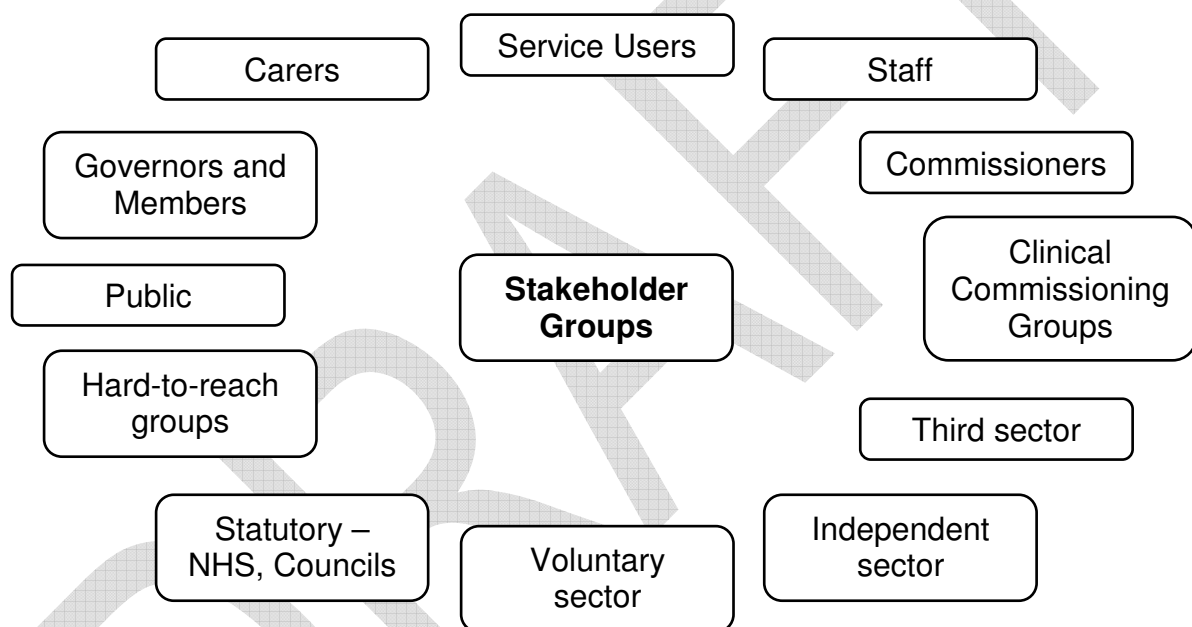 Service Users
Carers
Staff
Governors and
Members
Commissioners
Clinical
Commissioning
Groups
Public
Stakeholder
Groups
Hard-to-reach
groups
Third sector
Statutory –
NHS, Councils
Voluntary
sector
Independent
sector
DRAFT